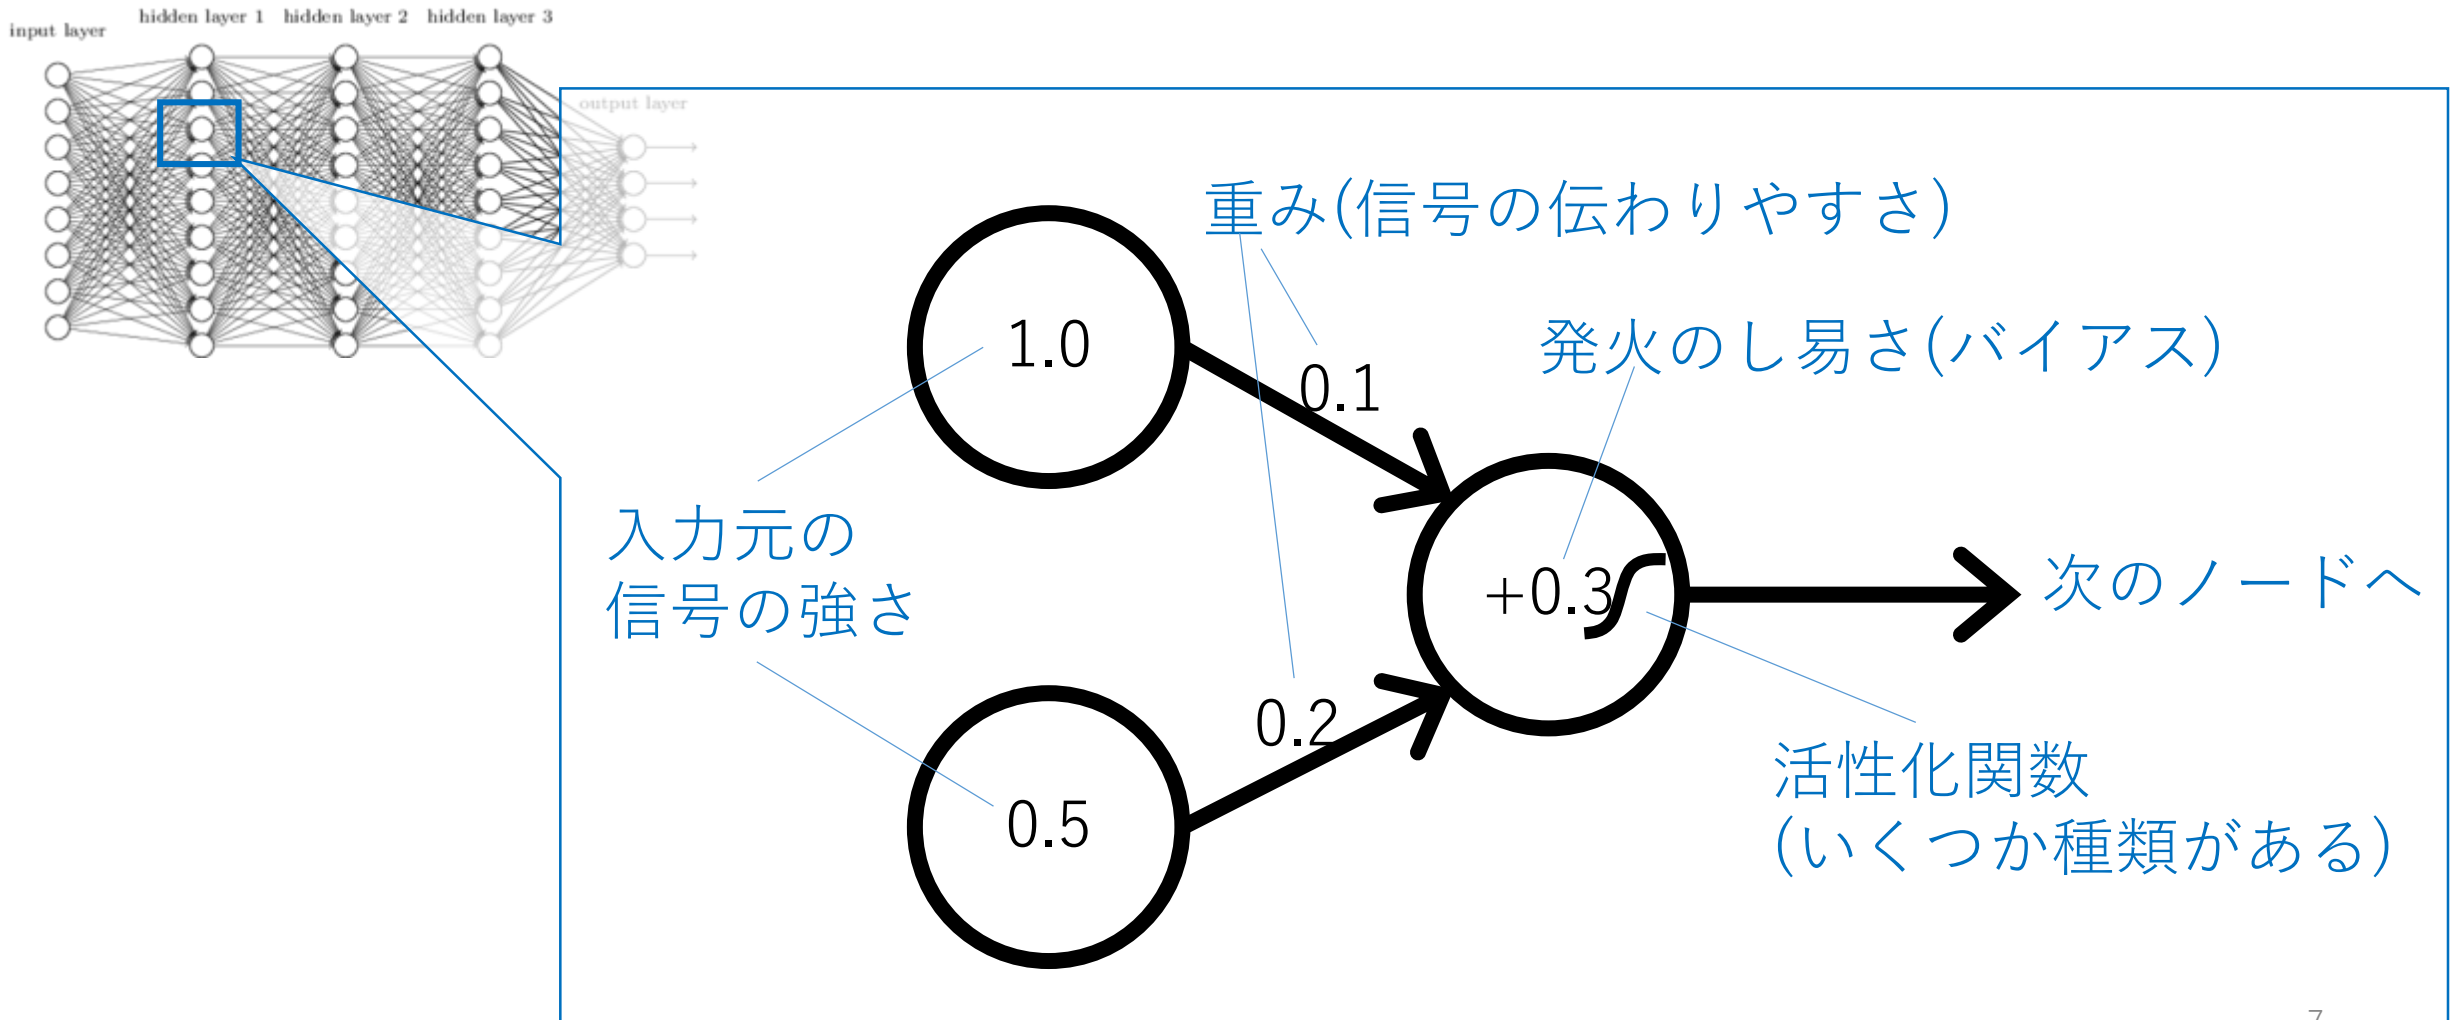 input layer
hidden layer 1
hidden layer 2
hidden layer 3
output layer
重み(信号の伝わりやすさ)
発火のし易さ(バイアス)
1.0
0.1
入力元の
信号の強さ
+0.3
次のノードへ
0.2
0.5
活性化関数
(いくつか種類がある)
7